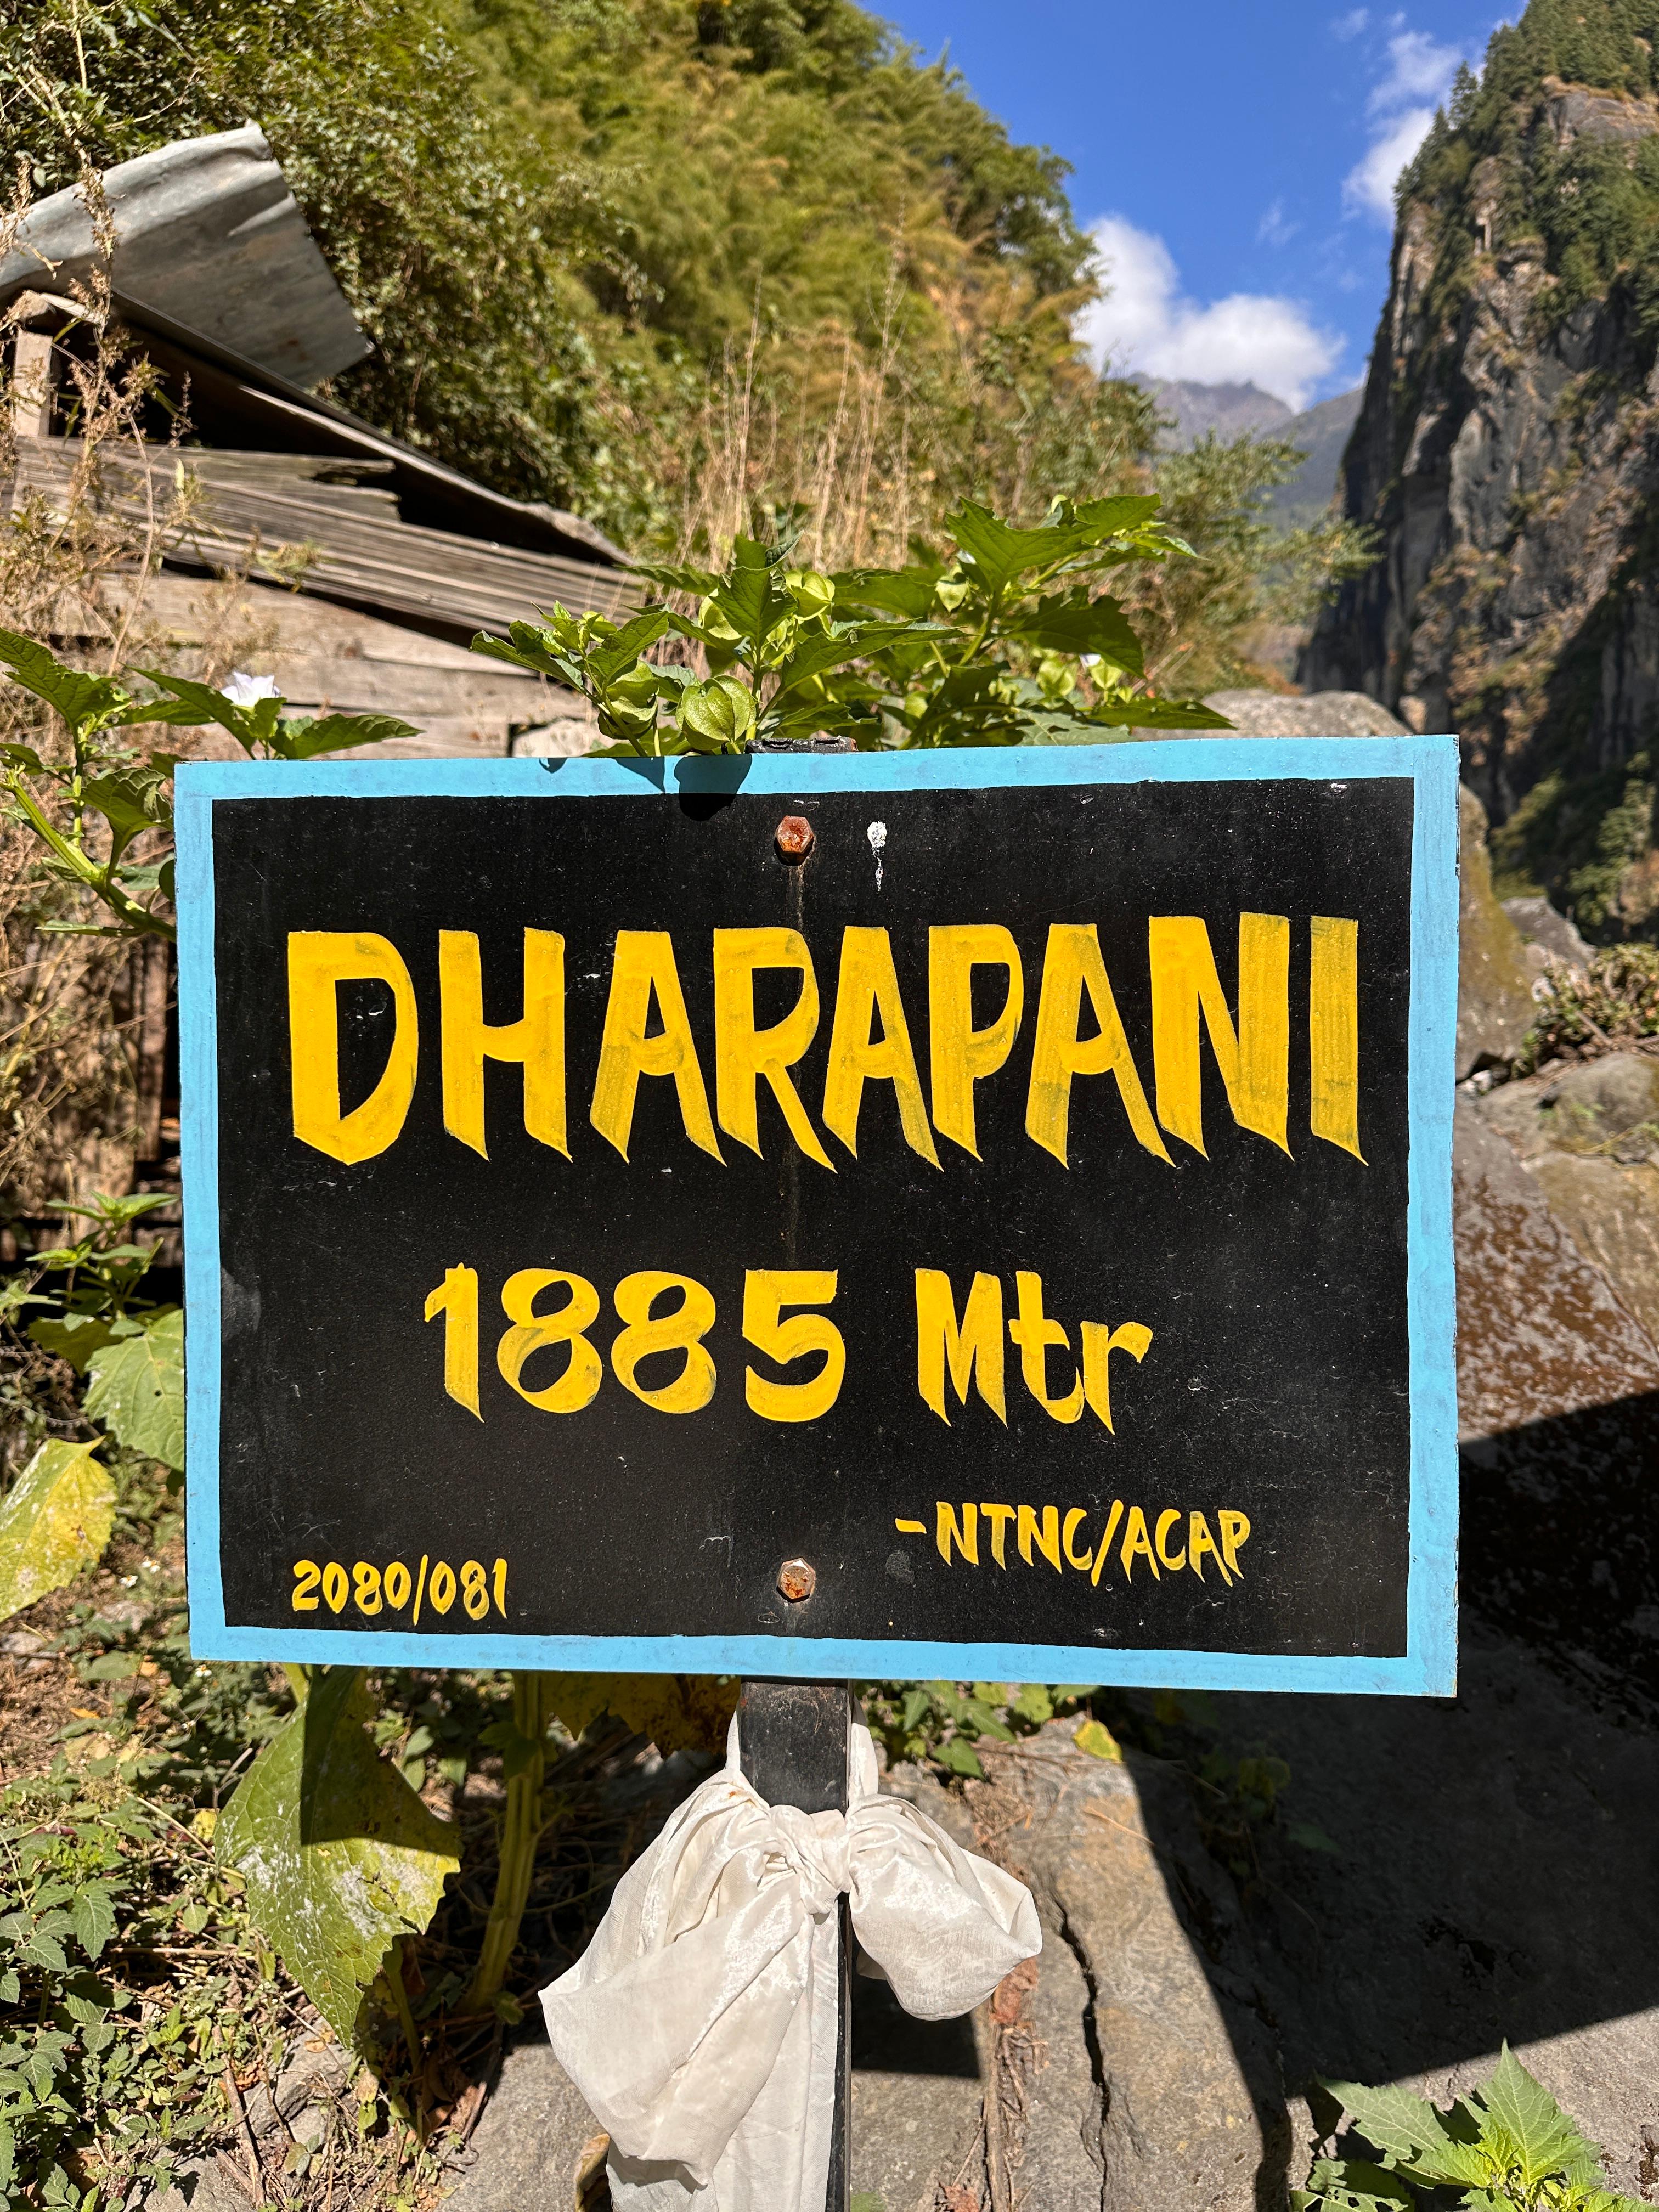 DHARAPANI
1885 Mtr
-NTNC/ACAP
2080/081